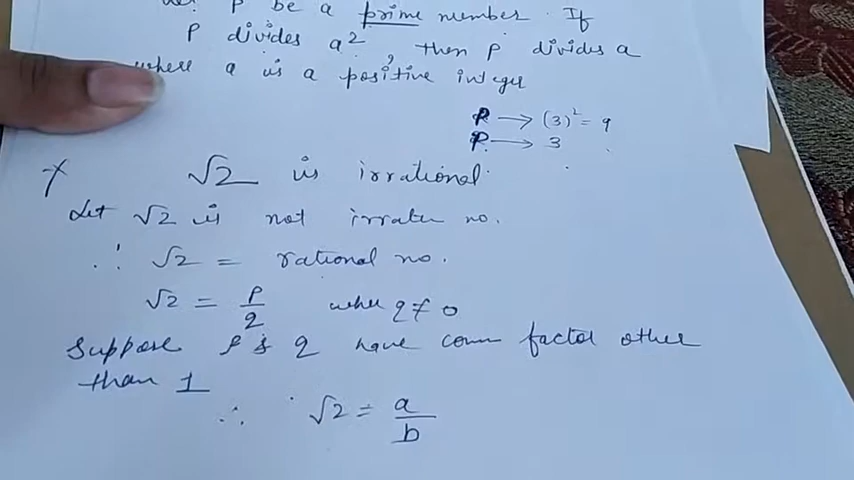 Let P be a prime number. If
P divides a², then p divides a
where a is a positive integer
P → (3)² = 9
P → 3
√2 is irrational
Let √2 is not irration no.
∴ √2 = rational no.
√2 = P/q where q ≠ 0
Suppose P & q have comm factor other
than 1
∴ √2 = a/b